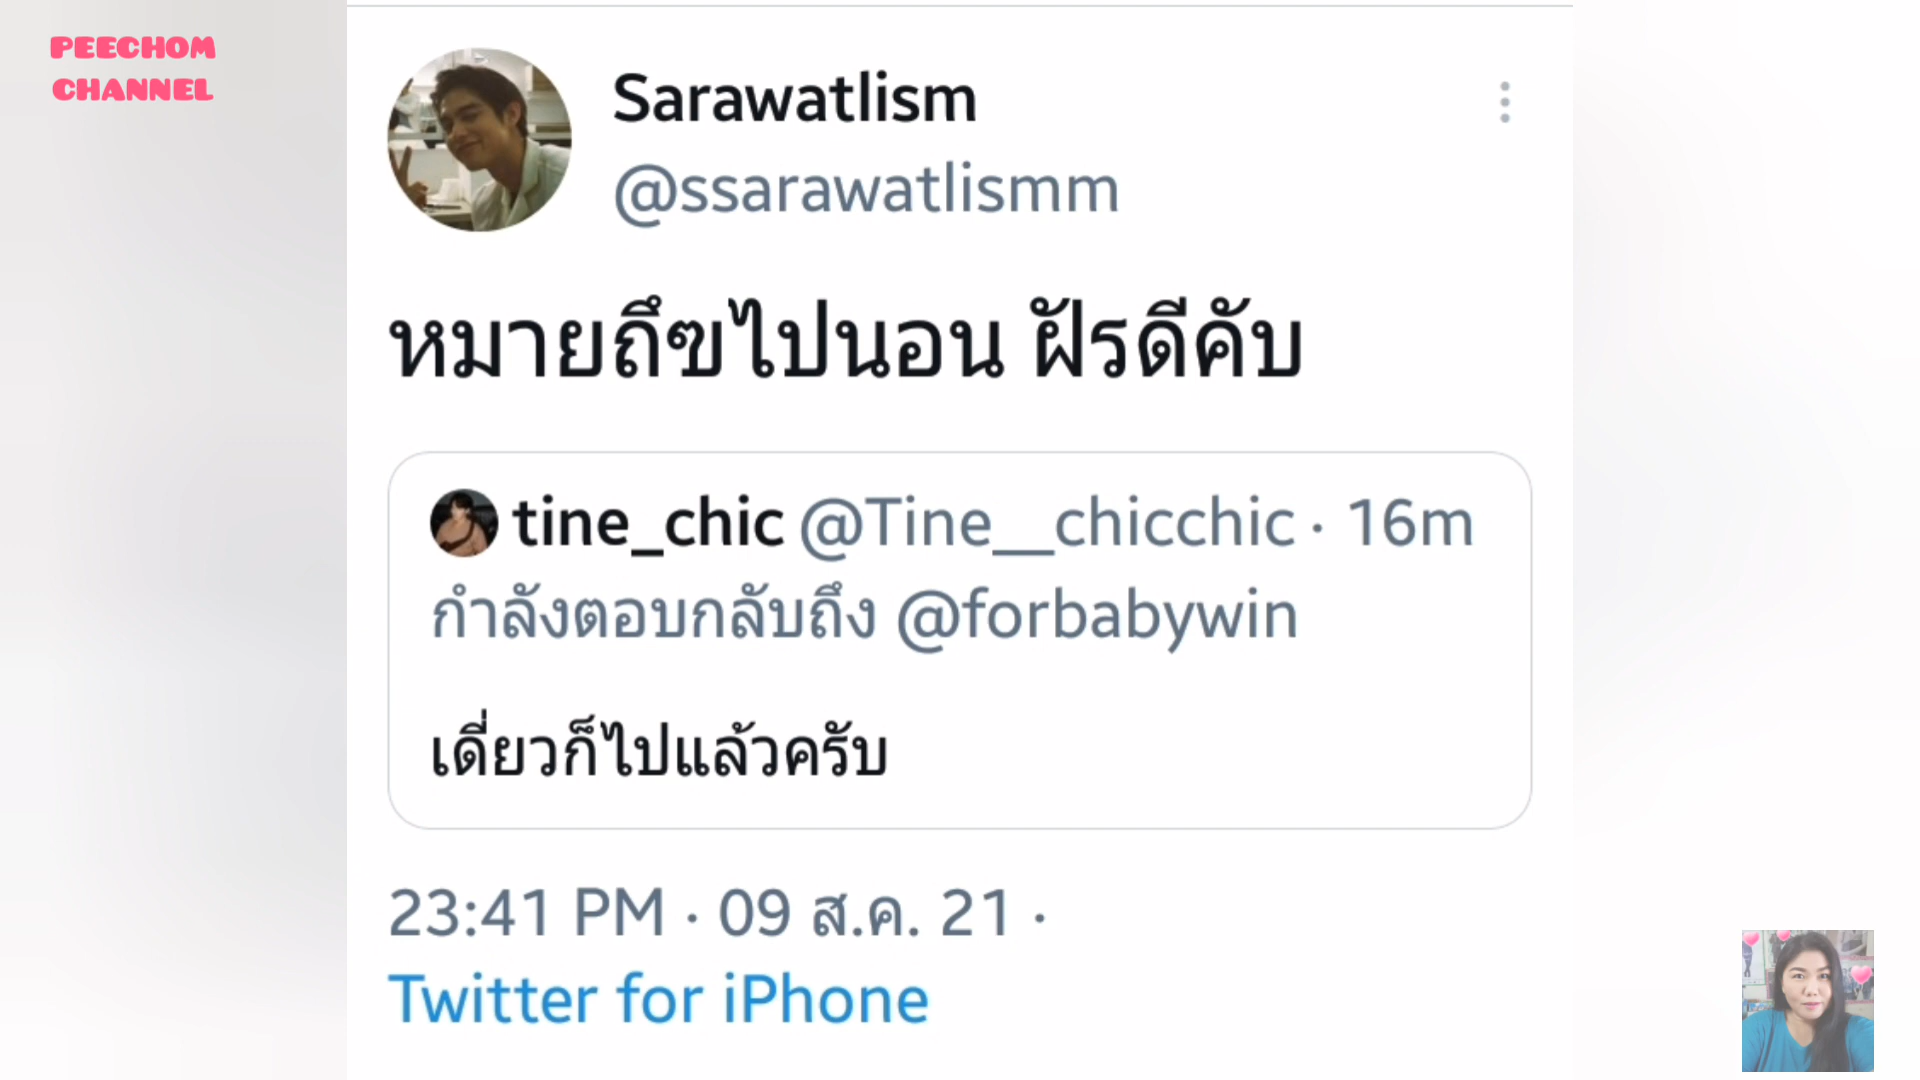 PEECHOM
CHANNEL
Sarawatlism
@ssarawatlismm
หมายถึฃไปนอน ฝัรดีคับ
tine_chic @Tine__chicchic · 16m
กำลังตอบกลับถึง @forbabywin
เดี่ยวก็ไปแล้วครับ
23:41 PM · 09 ส.ค. 21 ·
Twitter for iPhone